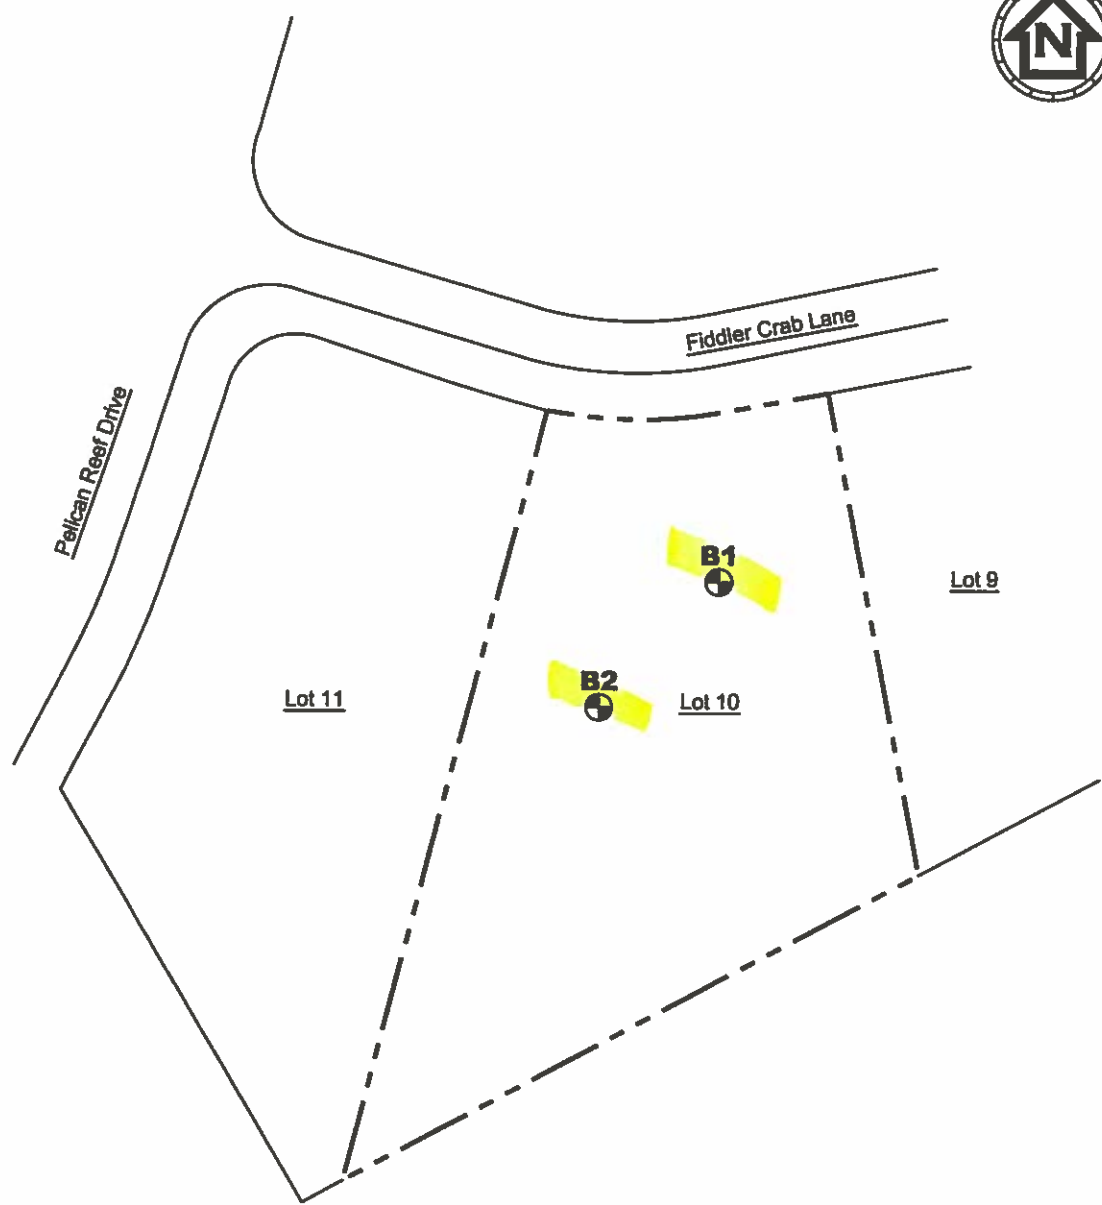 N
Fiddler Crab Lane
Pelican Reef Drive
B1
Lot 9
B2
Lot 11
Lot 10